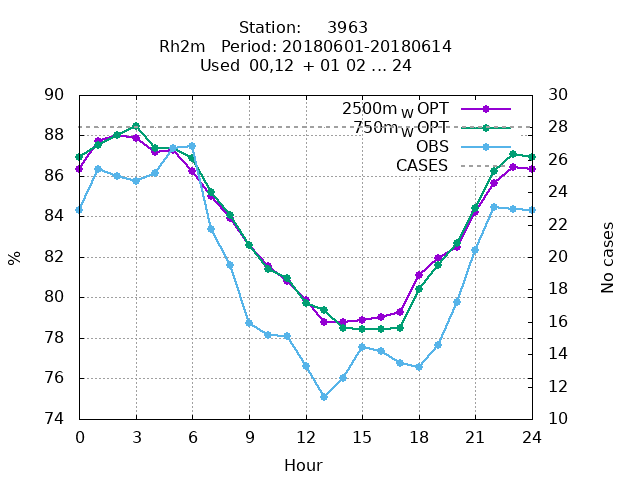 Station: 3963
Rh2m Period: 20180601-20180614
Used 00,12 + 01 02 ... 24
90 30
2500m w OPT
88 28
750m w OPT
OBS
86 26
CASES
24
84
22
82 20
18
80
16
78
14
76
12
74 10
0 3 6 9 12 15 18 21 24
%
No cases
Hour